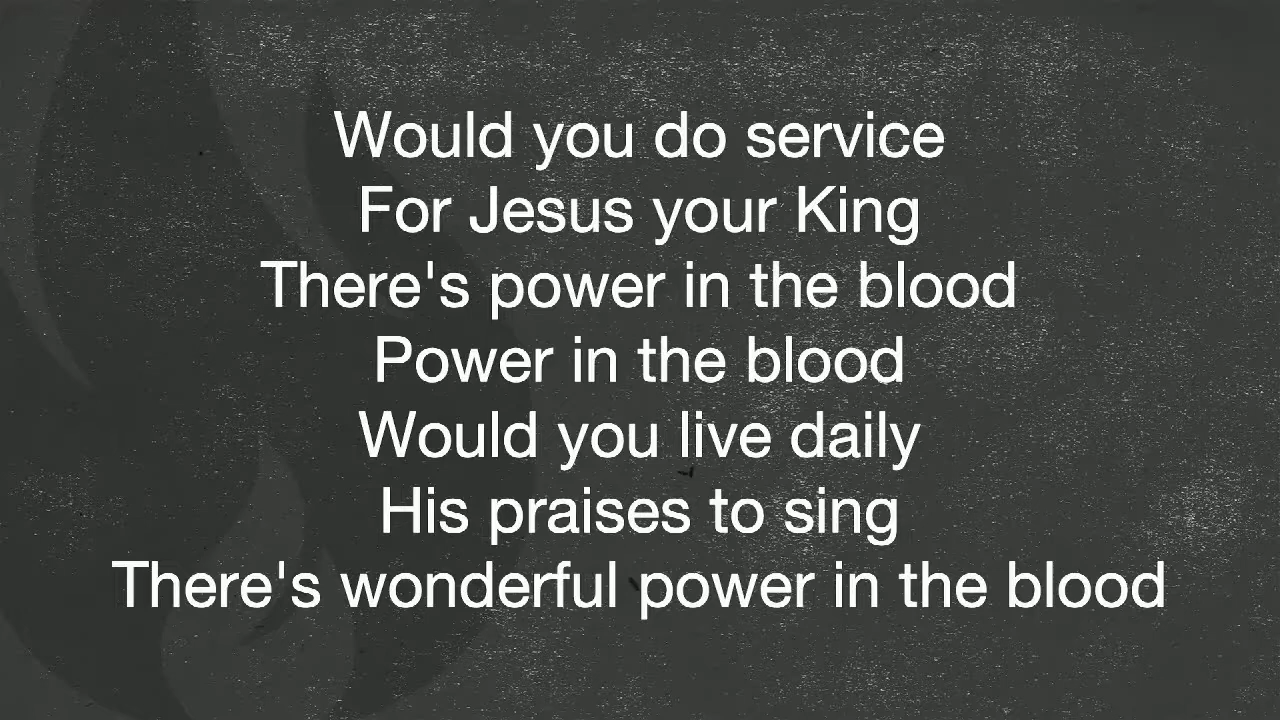 Would you do service
For Jesus your King
There's power in the blood
Power in the blood
Would you live daily
His praises to sing
There's wonderful power in the blood